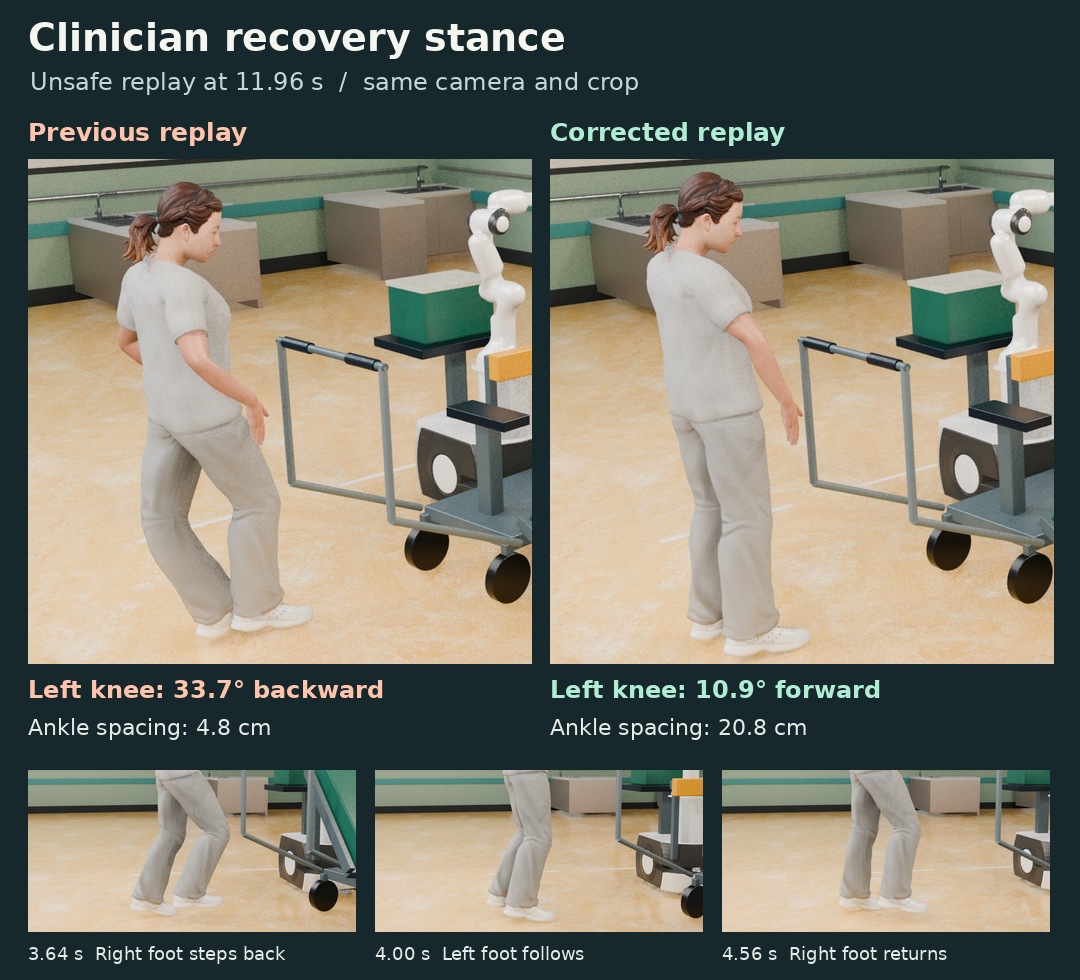 Clinician recovery stance
Unsafe replay at 11.96 s / same camera and crop
Previous replay
Corrected replay
Left knee: 33.7° backward
Ankle spacing: 4.8 cm
Left knee: 10.9° forward
Ankle spacing: 20.8 cm
3.64 s Right foot steps back
4.00 s Left foot follows
4.56 s Right foot returns